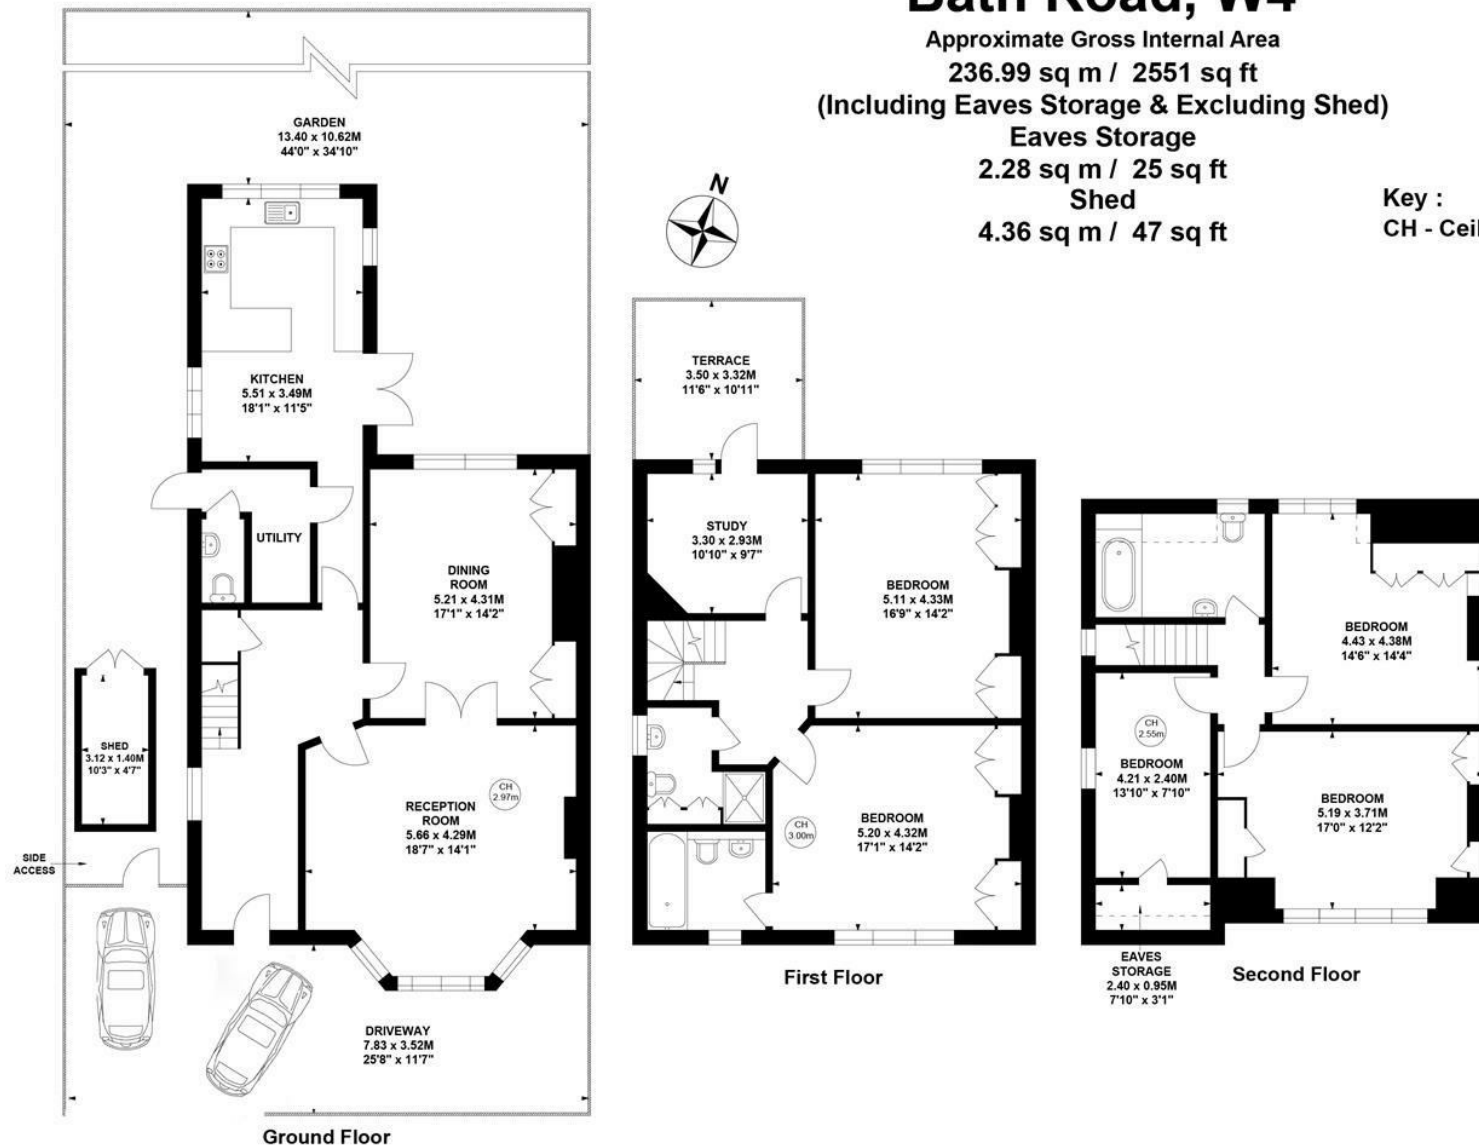 Bath Road, W4
Approximate Gross Internal Area
236.99 sq m / 2551 sq ft
(Including Eaves Storage & Excluding Shed)
Eaves Storage
2.28 sq m / 25 sq ft
Shed
4.36 sq m / 47 sq ft
Key :
CH - Ceil
N
GARDEN
13.40 x 10.62M
44'0" x 34'10"
KITCHEN
5.51 x 3.49M
18'1" x 11'5"
UTILITY
DINING
ROOM
5.21 x 4.31M
17'1" x 14'2"
SHED
3.12 x 1.40M
10'3" x 4'7"
SIDE
ACCESS
RECEPTION
ROOM
5.66 x 4.29M
18'7" x 14'1"
CH
2.97m
DRIVEWAY
7.83 x 3.52M
25'8" x 11'7"
Ground Floor
TERRACE
3.50 x 3.32M
11'6" x 10'11"
STUDY
3.30 x 2.93M
10'10" x 9'7"
BEDROOM
5.11 x 4.33M
16'9" x 14'2"
BEDROOM
5.20 x 4.32M
17'1" x 14'2"
CH
3.00m
First Floor
BEDROOM
4.43 x 4.38M
14'6" x 14'4"
CH
2.55m
BEDROOM
4.21 x 2.40M
13'10" x 7'10"
BEDROOM
5.19 x 3.71M
17'0" x 12'2"
EAVES
STORAGE
2.40 x 0.95M
7'10" x 3'1"
Second Floor